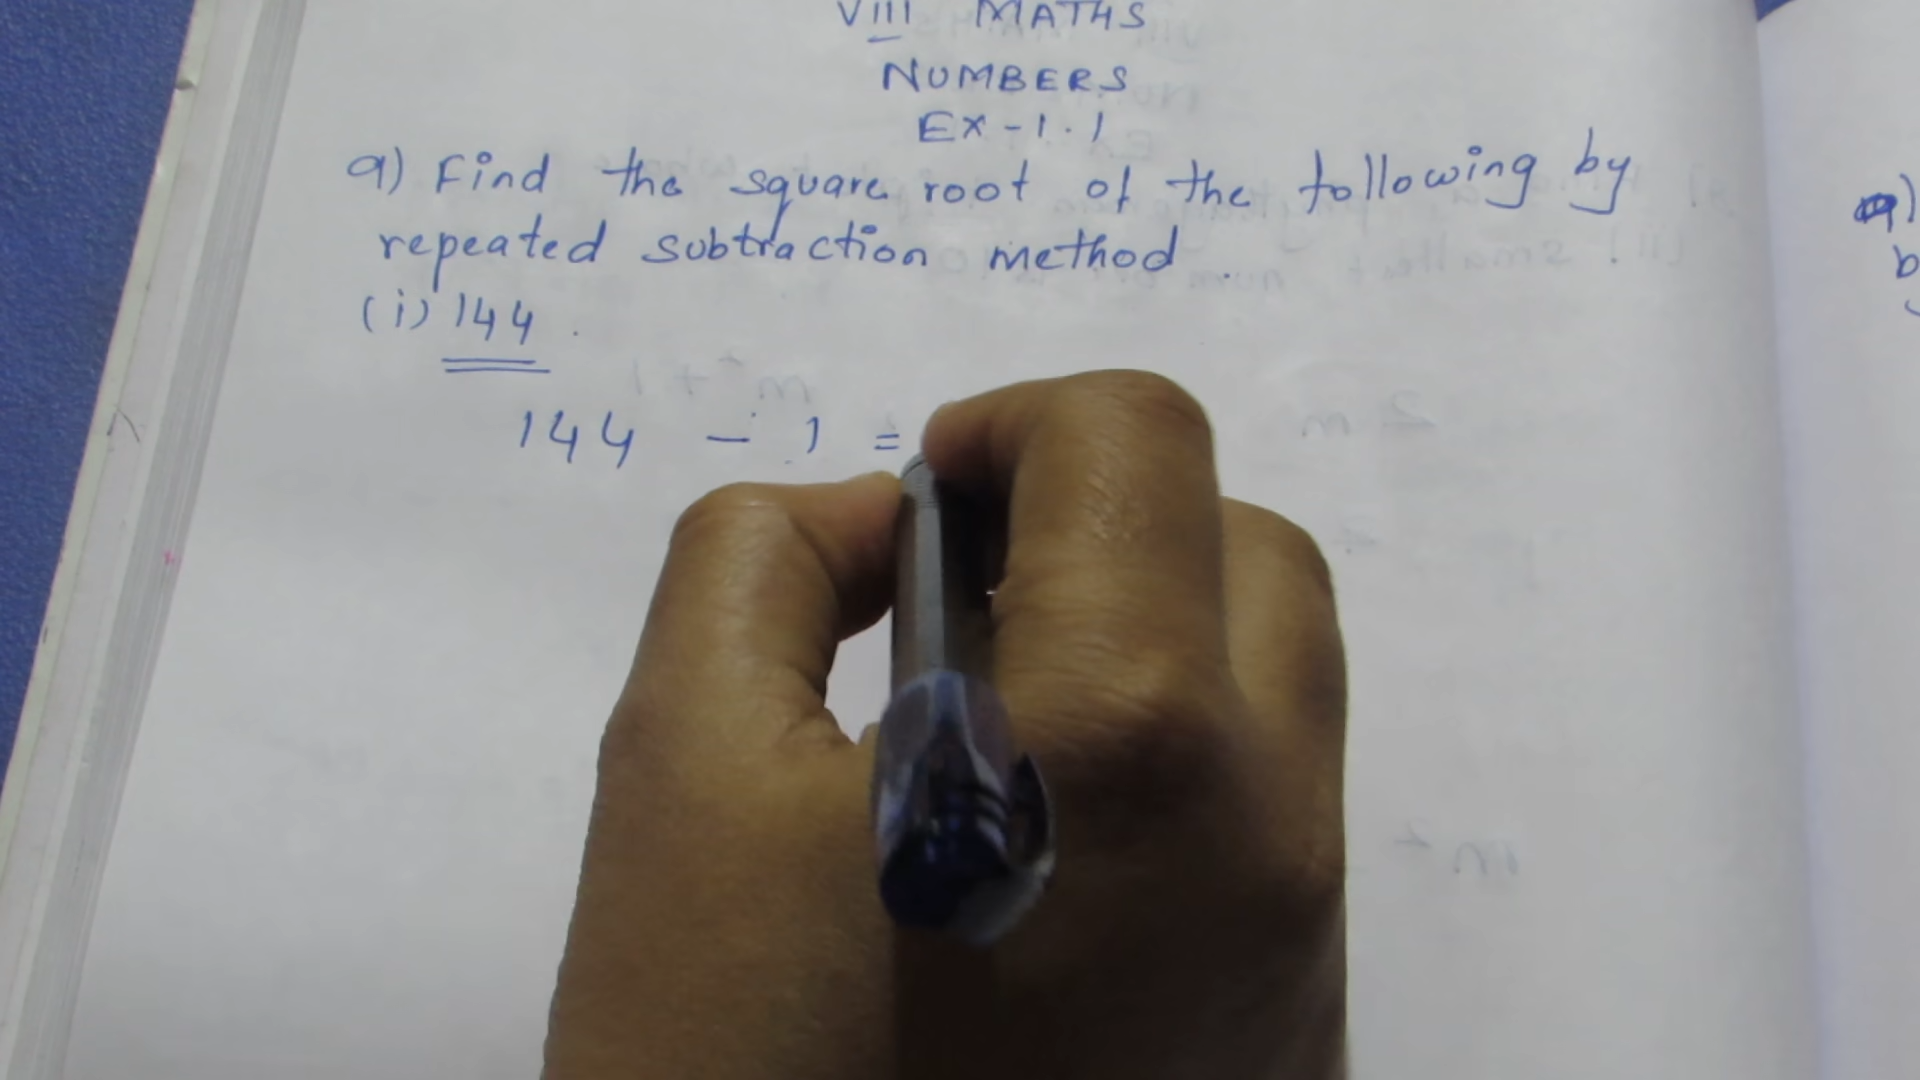 VIII MATHS
NUMBERS
EX - 1.1
9) Find the square root of the following by
repeated subtraction method.
(i) 144.
144 - 1 =
9)
b